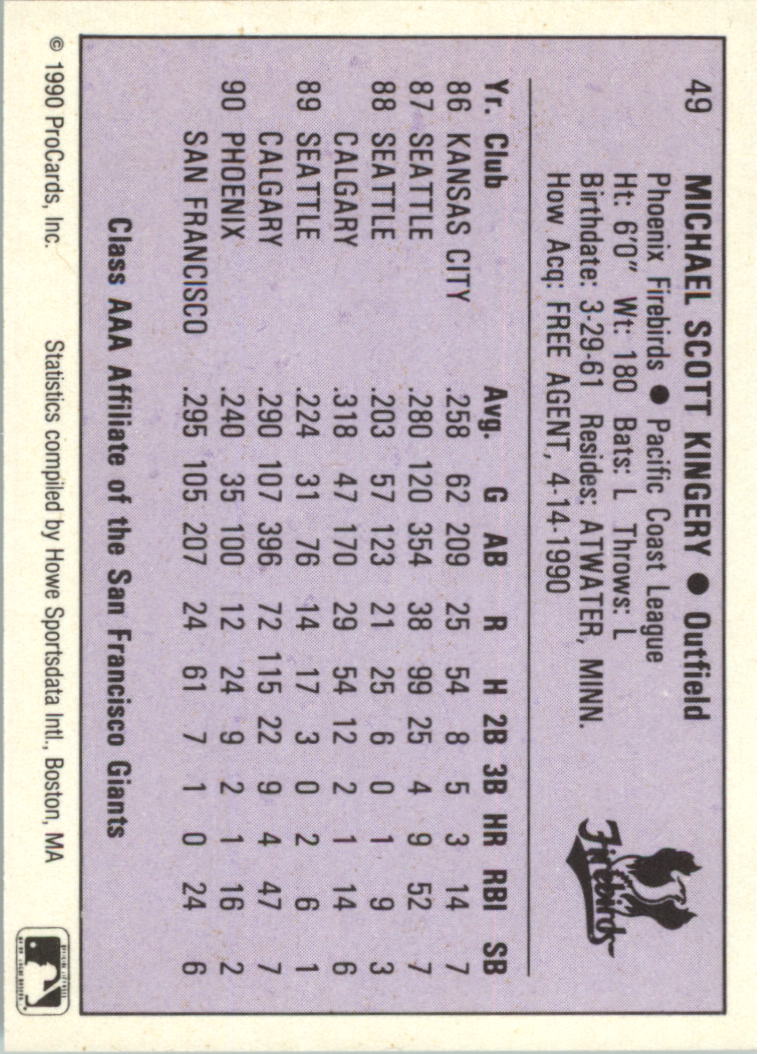 49 MICHAEL SCOTT KINGERY ● Outfield
Phoenix Firebirds ● Pacific Coast League
Ht: 6'0" Wt: 180 Bats: L Throws: L
Birthdate: 3-29-61 Resides: ATWATER, MINN.
How Acq: FREE AGENT, 4-14-1990
Firebirds
Yr. Club Avg. G AB R H 2B 3B HR RBI SB
86 KANSAS CITY .258 62 209 25 54 8 5 3 14 7
87 SEATTLE .280 120 354 38 99 25 4 9 52 7
88 SEATTLE .203 57 123 21 25 6 0 1 9 3
CALGARY .318 47 170 29 54 12 2 1 14 6
89 SEATTLE .224 31 76 14 17 3 0 2 6 1
CALGARY .290 107 396 72 115 22 9 4 47 7
90 PHOENIX .240 35 100 12 24 9 2 1 16 2
SAN FRANCISCO .295 105 207 24 61 7 1 0 24 6
Class AAA Affiliate of the San Francisco Giants
© 1990 ProCards, Inc. Statistics compiled by Howe Sportsdata Intl., Boston, MA